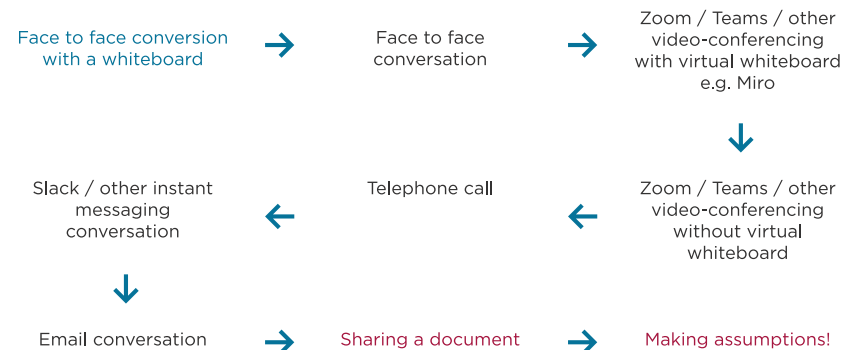 Face to face conversion
with a whiteboard
Face to face
conversation
Zoom / Teams / other
video-conferencing
with virtual whiteboard
e.g. Miro
Zoom / Teams / other
video-conferencing
without virtual
whiteboard
Telephone call
Slack / other instant
messaging
conversation
Email conversation
Sharing a document
Making assumptions!